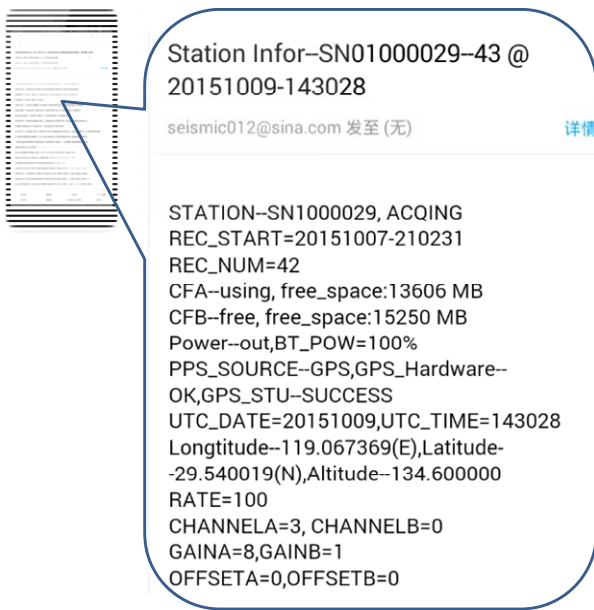 Station Infor--SN01000029--43 @
20151009-143028
seismic012@sina.com 发至 (无)
详情
STATION--SN1000029, ACQING
REC_START=20151007-210231
REC_NUM=42
CFA--using, free_space:13606 MB
CFB--free, free_space:15250 MB
Power--out,BT_POW=100%
PPS_SOURCE--GPS,GPS_Hardware--
OK,GPS_STU--SUCCESS
UTC_DATE=20151009,UTC_TIME=143028
Longtitude--119.067369(E),Latitude-
-29.540019(N),Altitude--134.600000
RATE=100
CHANNELA=3, CHANNELB=0
GAINA=8,GAINB=1
OFFSETA=0,OFFSETB=0